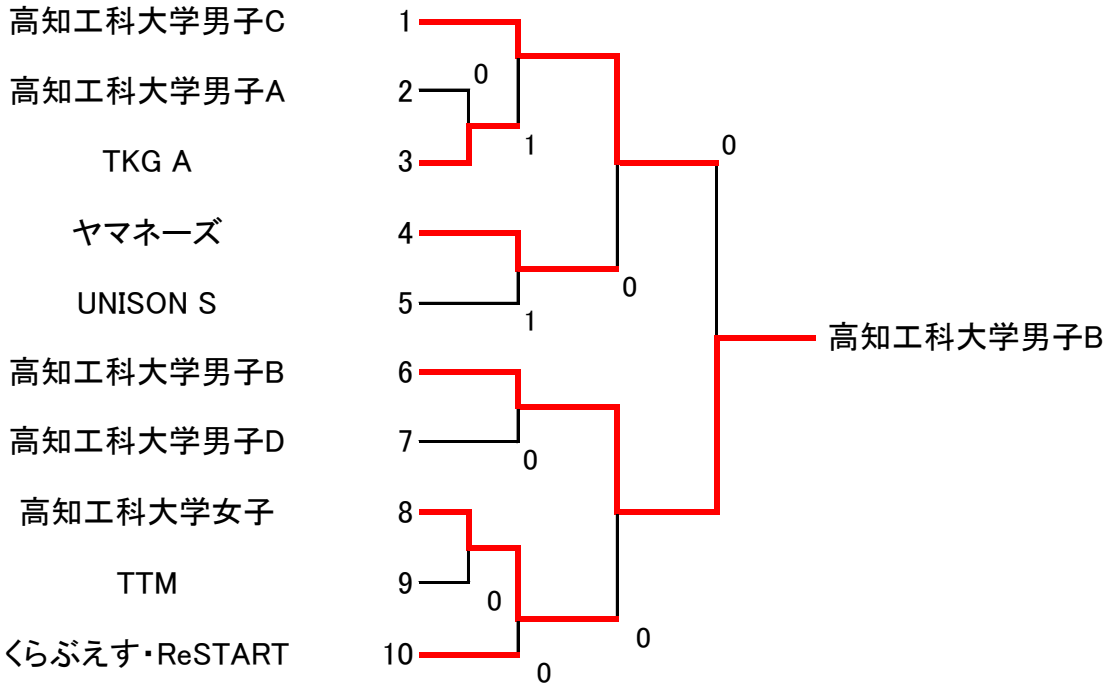 高知工科大学男子C 1
0
高知工科大学男子A 2
1
0
TKG A 3
ヤマネーズ 4
0
UNISON S 5
1
高知工科大学男子B
高知工科大学男子B 6
高知工科大学男子D 7
0
高知工科大学女子 8
TTM 9
0
0
くらぶえす・ReSTART 10
0